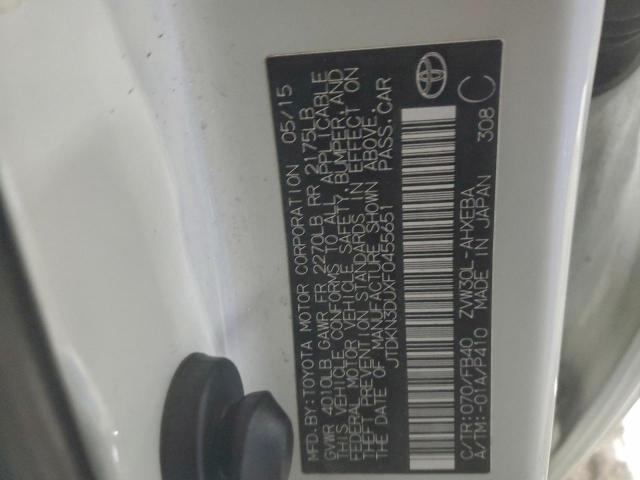 MFD. BY: TOYOTA MOTOR CORPORATION 05/15
GVWR 4010LB GAWR FR 2270LB RR 2175LB
THIS VEHICLE CONFORMS TO ALL APPLICABLE
FEDERAL MOTOR VEHICLE SAFETY, BUMPER, AND
THEFT PREVENTION STANDARDS IN EFFECT ON
THE DATE OF MANUFACTURE SHOWN ABOVE.
JTDKN3DUXF0455651 PASS. CAR
C/TR: 070/FB40 ZVW30L-AHXEBA
A/TM: -01A/P410 MADE IN JAPAN 308 C